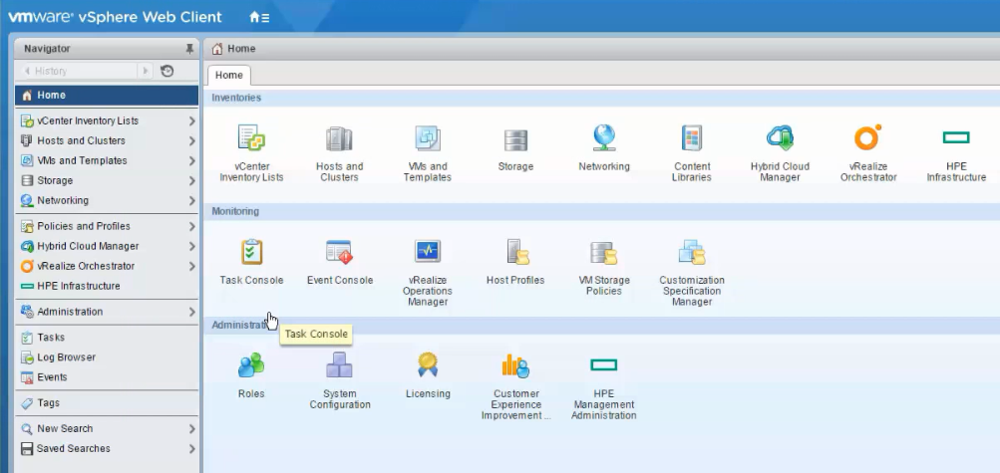 vmware® vSphere Web Client
Navigator
History
Home
vCenter Inventory Lists
Hosts and Clusters
VMs and Templates
Storage
Networking
Policies and Profiles
Hybrid Cloud Manager
vRealize Orchestrator
HPE Infrastructure
Administration
Tasks
Log Browser
Events
Tags
New Search
Saved Searches
Home
Home
Inventories
vCenter
Inventory Lists
Hosts and
Clusters
VMs and
Templates
Storage
Networking
Content
Libraries
Hybrid Cloud
Manager
vRealize
Orchestrator
HPE
Infrastructure
Monitoring
Task Console
Event Console
vRealize
Operations
Manager
Host Profiles
VM Storage
Policies
Customization
Specification
Manager
Task Console
Roles
System
Configuration
Licensing
Customer
Experience
Improvement ...
HPE
Management
Administration